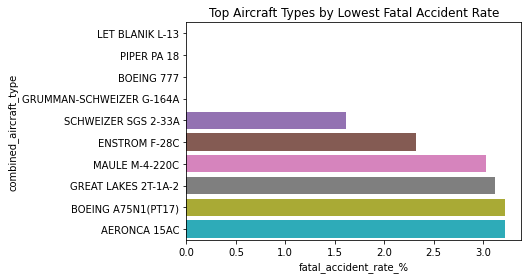 Top Aircraft Types by Lowest Fatal Accident Rate
combined_aircraft_type
LET BLANIK L-13
PIPER PA 18
BOEING 777
GRUMMAN-SCHWEIZER G-164A
SCHWEIZER SGS 2-33A
ENSTROM F-28C
MAULE M-4-220C
GREAT LAKES 2T-1A-2
BOEING A75N1(PT17)
AERONCA 15AC
0.0 0.5 1.0 1.5 2.0 2.5 3.0
fatal_accident_rate_%